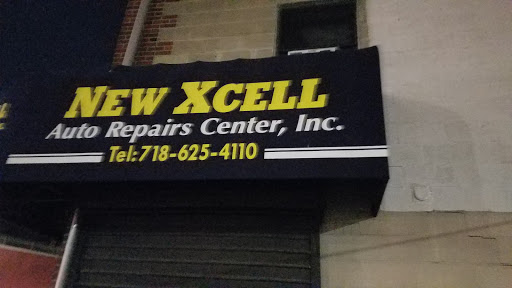 NEW XCELL
Auto Repairs Center, Inc.
Tel:718-625-4110